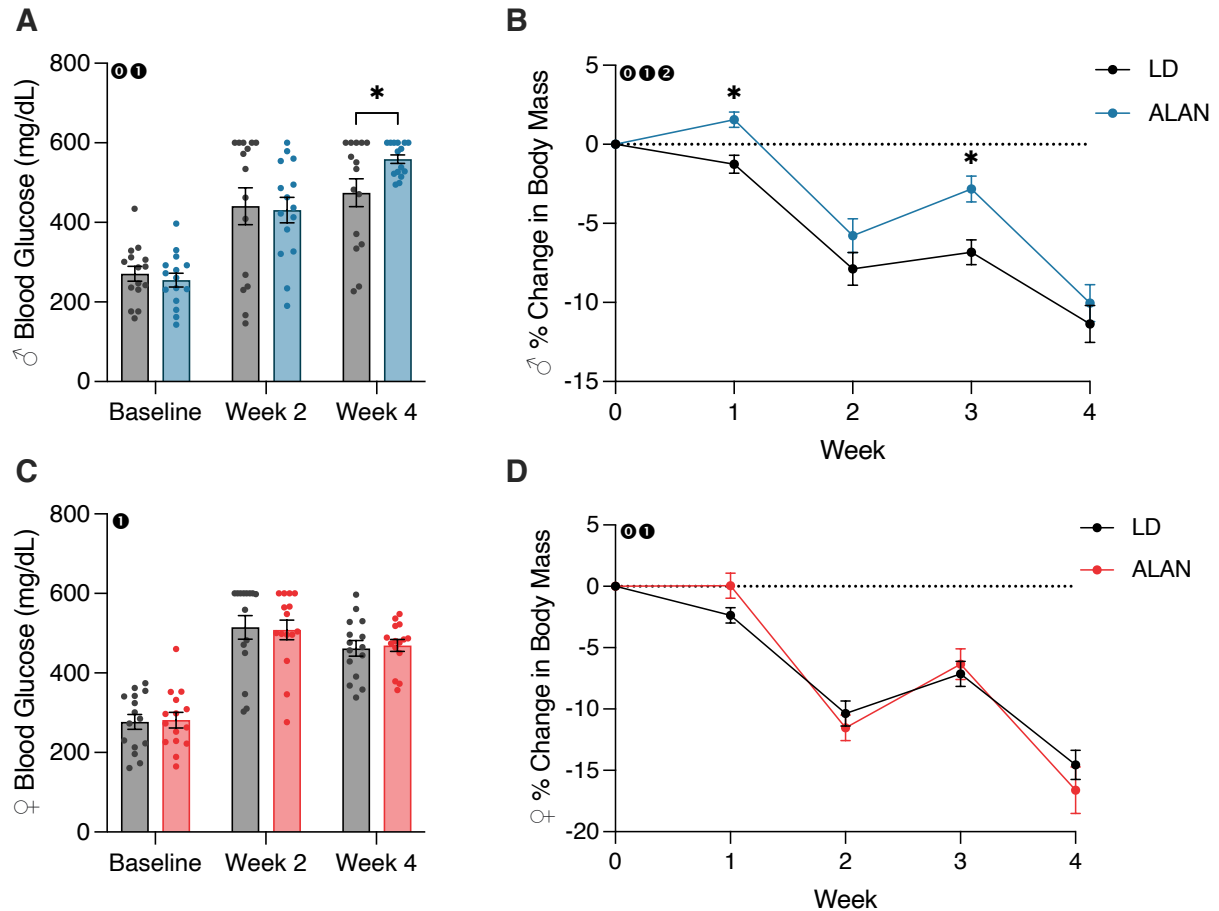 A
♂ Blood Glucose (mg/dL)
800
600
400
200
0
⓿❶
*
Baseline
Week 2
Week 4
B
♂ % Change in Body Mass
5
0
-5
-10
-15
⓿❶❷
*
*
LD
ALAN
0
1
2
3
4
Week
C
♀ Blood Glucose (mg/dL)
800
600
400
200
0
❶
Baseline
Week 2
Week 4
D
♀ % Change in Body Mass
5
0
-5
-10
-15
-20
⓿❶
LD
ALAN
0
1
2
3
4
Week